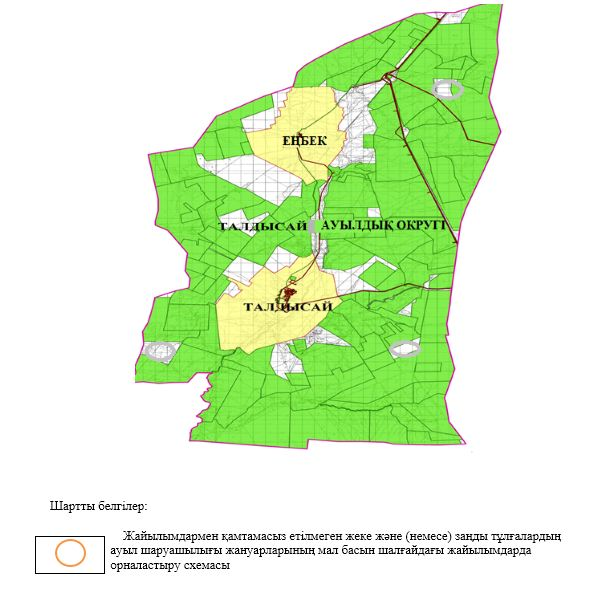 ЕҢБЕК
ТАЛДЫСАЙ АУЫЛДЫҚ ОКРУГІ
ТАЛДЫСАЙ
Шартты белгілер:
Жайылымдармен қамтамасыз етілмеген жеке және (немесе) заңды тұлғалардың
ауыл шаруашылығы жануарларының мал басын шалғайдағы жайылымдарда
орналастыру схемасы